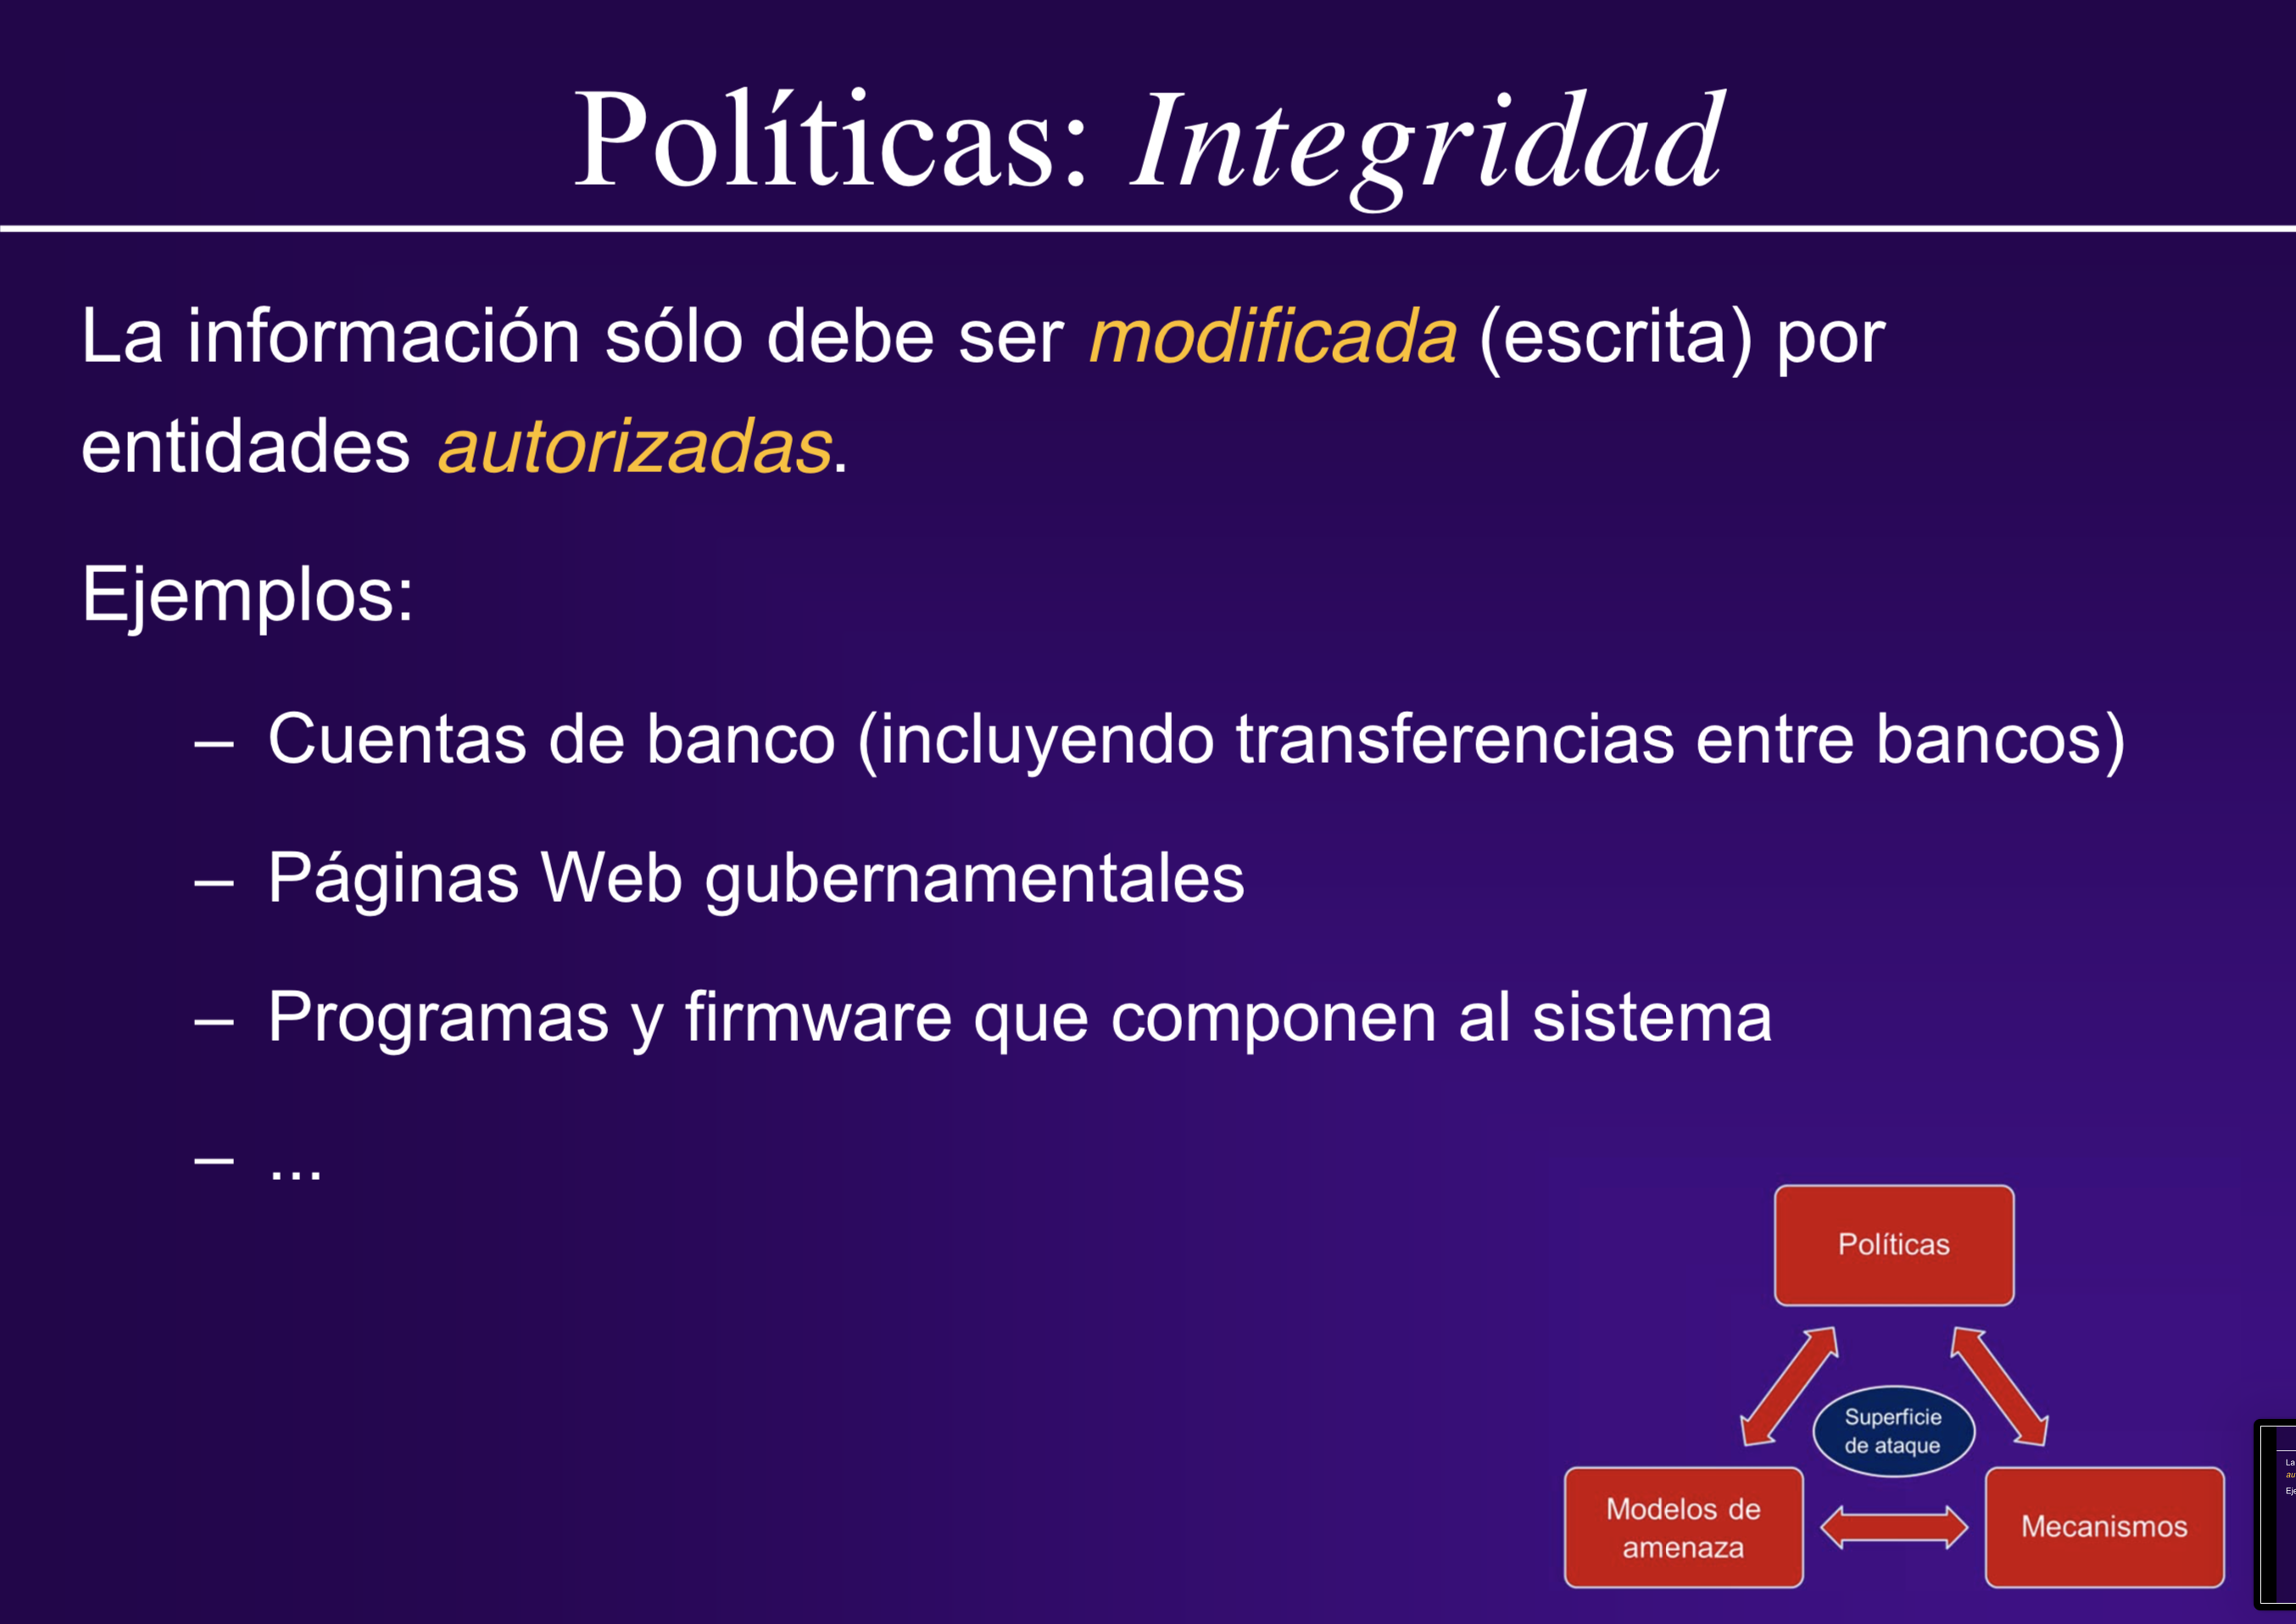 Políticas: Integridad
La información sólo debe ser modificada (escrita) por
entidades autorizadas.
Ejemplos:
– Cuentas de banco (incluyendo transferencias entre bancos)
– Páginas Web gubernamentales
– Programas y firmware que componen al sistema
– ...
Políticas
Superficie
de ataque
Modelos de
amenaza
Mecanismos
La